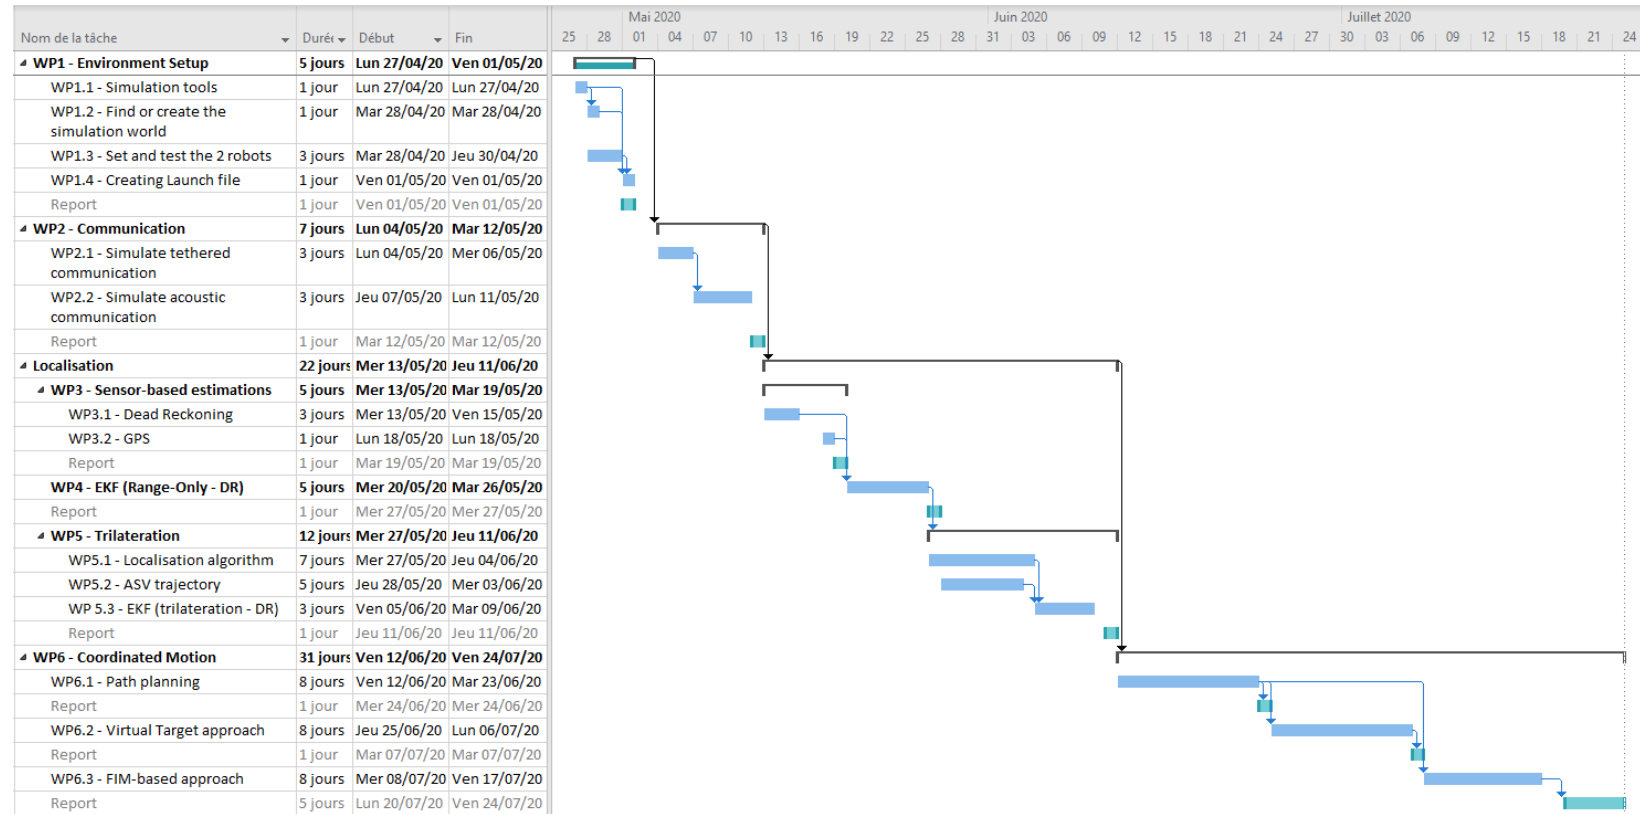 Mai 2020 Juin 2020 Juillet 2020
Nom de la tâche Durée Début Fin 25 28 01 04 07 10 13 16 19 22 25 28 31 03 06 09 12 15 18 21 24 27 30 03 06 09 12 15 18 21 24
WP1 - Environment Setup 5 jours Lun 27/04/20 Ven 01/05/20
WP1.1 - Simulation tools 1 jour Lun 27/04/20 Lun 27/04/20
WP1.2 - Find or create the 1 jour Mar 28/04/20 Mar 28/04/20
simulation world
WP1.3 - Set and test the 2 robots 3 jours Mar 28/04/20 Jeu 30/04/20
WP1.4 - Creating Launch file 1 jour Ven 01/05/20 Ven 01/05/20
Report 1 jour Ven 01/05/20 Ven 01/05/20
WP2 - Communication 7 jours Lun 04/05/20 Mar 12/05/20
WP2.1 - Simulate tethered 3 jours Lun 04/05/20 Mer 06/05/20
communication
WP2.2 - Simulate acoustic 3 jours Jeu 07/05/20 Lun 11/05/20
communication
Report 1 jour Mar 12/05/20 Mar 12/05/20
Localisation 22 jours Mer 13/05/20 Jeu 11/06/20
WP3 - Sensor-based estimations 5 jours Mer 13/05/20 Mar 19/05/20
WP3.1 - Dead Reckoning 3 jours Mer 13/05/20 Ven 15/05/20
WP3.2 - GPS 1 jour Lun 18/05/20 Lun 18/05/20
Report 1 jour Mar 19/05/20 Mar 19/05/20
WP4 - EKF (Range-Only - DR) 5 jours Mer 20/05/20 Mar 26/05/20
Report 1 jour Mer 27/05/20 Mer 27/05/20
WP5 - Trilateration 12 jours Mer 27/05/20 Jeu 11/06/20
WP5.1 - Localisation algorithm 7 jours Mer 27/05/20 Jeu 04/06/20
WP5.2 - ASV trajectory 5 jours Jeu 28/05/20 Mer 03/06/20
WP 5.3 - EKF (trilateration - DR) 3 jours Ven 05/06/20 Mar 09/06/20
Report 1 jour Jeu 11/06/20 Jeu 11/06/20
WP6 - Coordinated Motion 31 jours Ven 12/06/20 Ven 24/07/20
WP6.1 - Path planning 8 jours Ven 12/06/20 Mar 23/06/20
Report 1 jour Mer 24/06/20 Mer 24/06/20
WP6.2 - Virtual Target approach 8 jours Jeu 25/06/20 Lun 06/07/20
Report 1 jour Mar 07/07/20 Mar 07/07/20
WP6.3 - FIM-based approach 8 jours Mer 08/07/20 Ven 17/07/20
Report 5 jours Lun 20/07/20 Ven 24/07/20